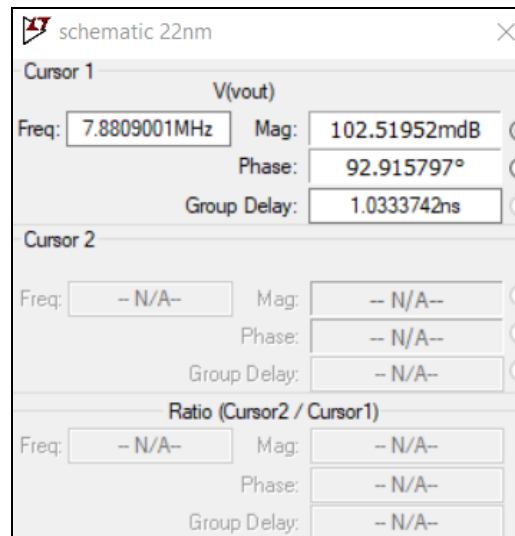 schematic 22nm
Cursor 1
V(vout)
Freq: 7.8809001MHz Mag: 102.51952mdB
Phase: 92.915797°
Group Delay: 1.0333742ns
Cursor 2
Freq: -- N/A-- Mag: -- N/A--
Phase: -- N/A--
Group Delay: -- N/A--
Ratio (Cursor2 / Cursor1)
Freq: -- N/A-- Mag: -- N/A--
Phase: -- N/A--
Group Delay: -- N/A--